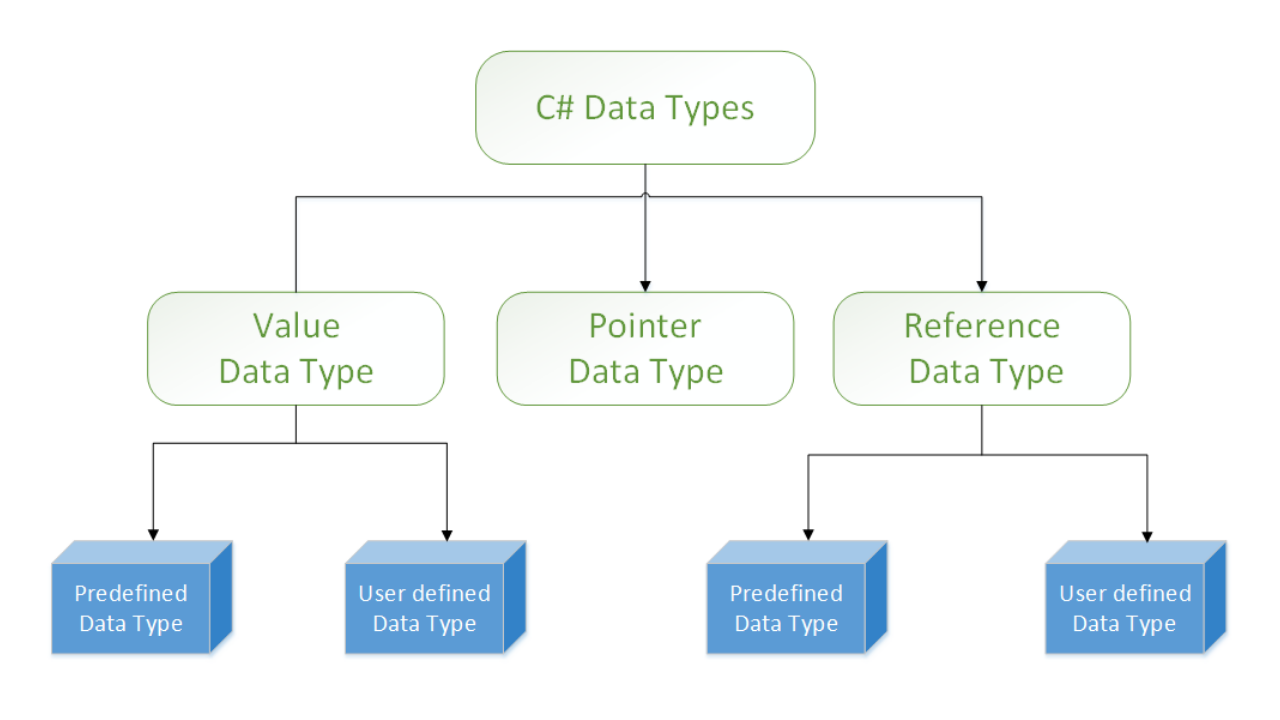 C# Data Types
Value
Data Type
Pointer
Data Type
Reference
Data Type
Predefined
Data Type
User defined
Data Type
Predefined
Data Type
User defined
Data Type